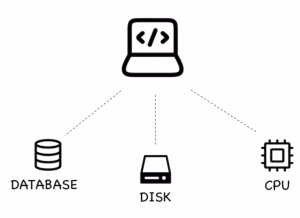 </>
DATABASE
DISK
CPU